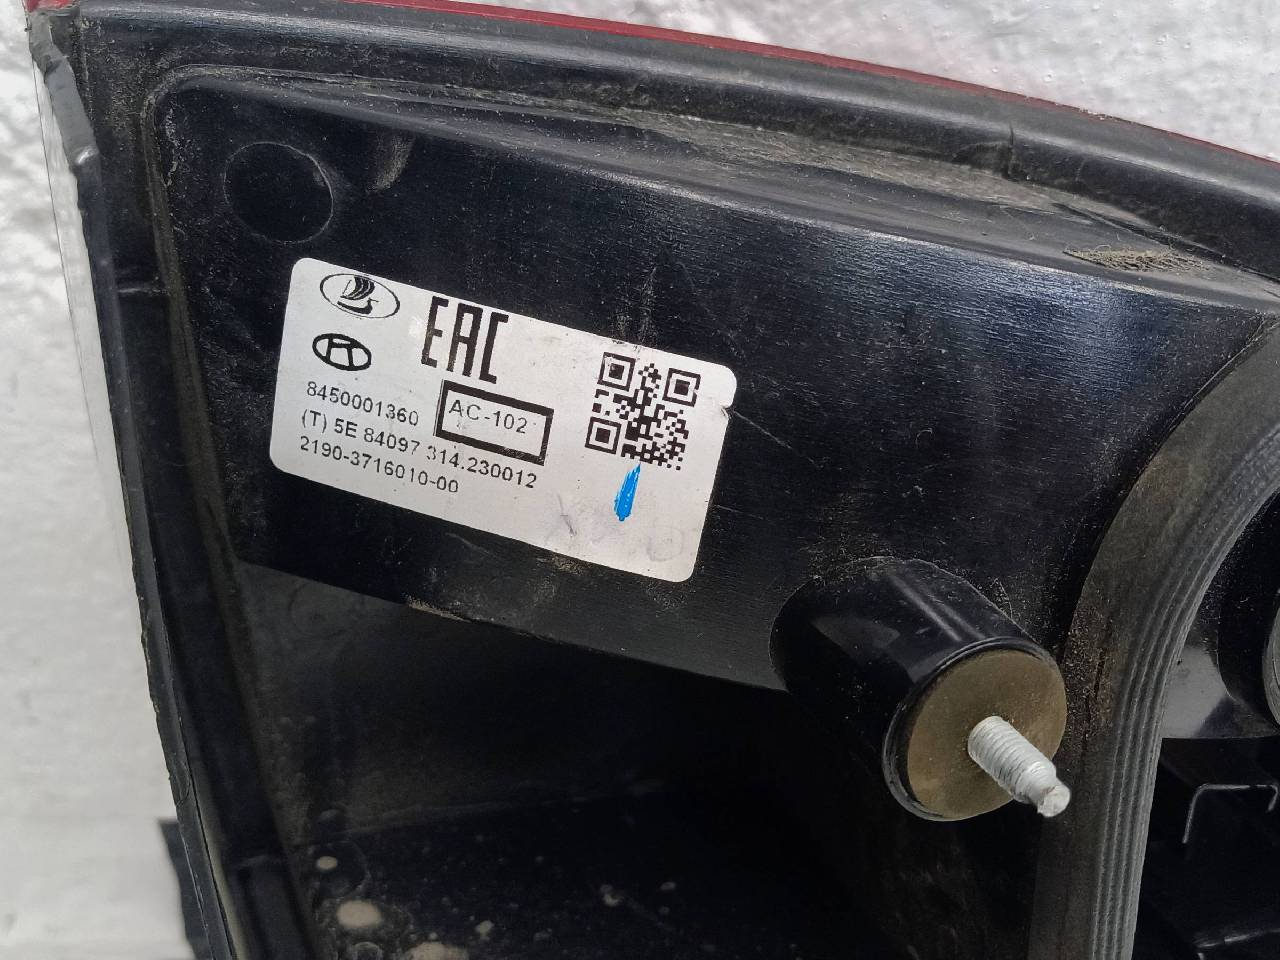 EAC
8450001360
AC-102
(T) 5E 84097 314.230012
2190-3716010-00